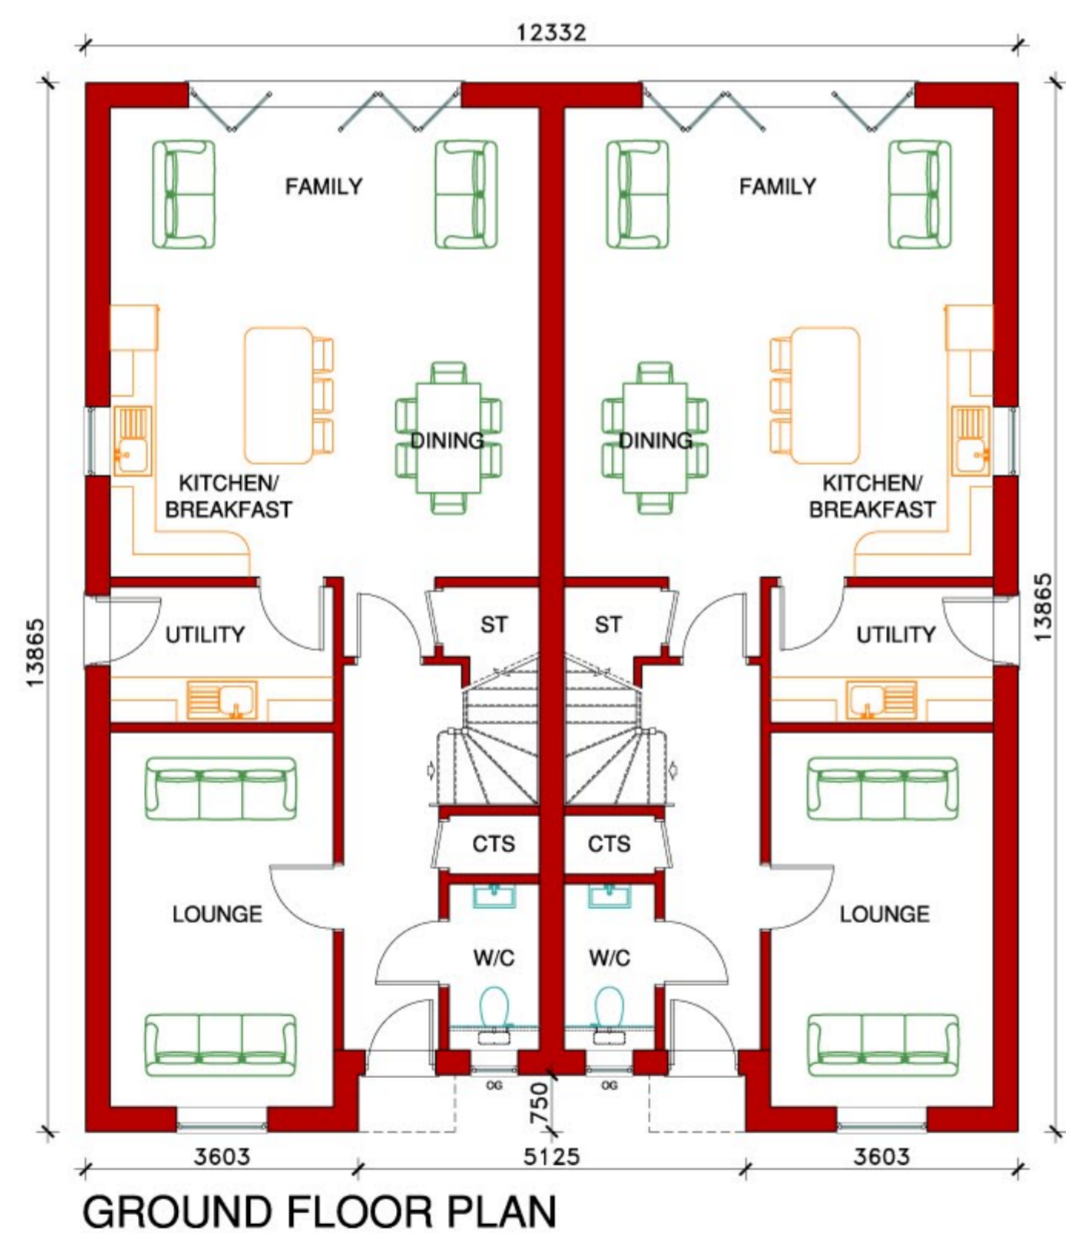 12332
FAMILY FAMILY
DINING DINING
KITCHEN/ KITCHEN/
BREAKFAST BREAKFAST
13865 13865
UTILITY ST ST UTILITY
CTS CTS
LOUNGE LOUNGE
W/C W/C
OG OG
750
3603 5125 3603
GROUND FLOOR PLAN